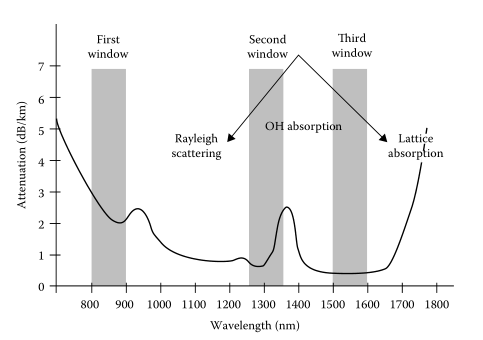 First
window
Second
window
Third
window
OH absorption
Rayleigh
scattering
Lattice
absorption
Attenuation (dB/km)
7
6
5
4
3
2
1
0
800 900 1000 1100 1200 1300 1400 1500 1600 1700 1800
Wavelength (nm)